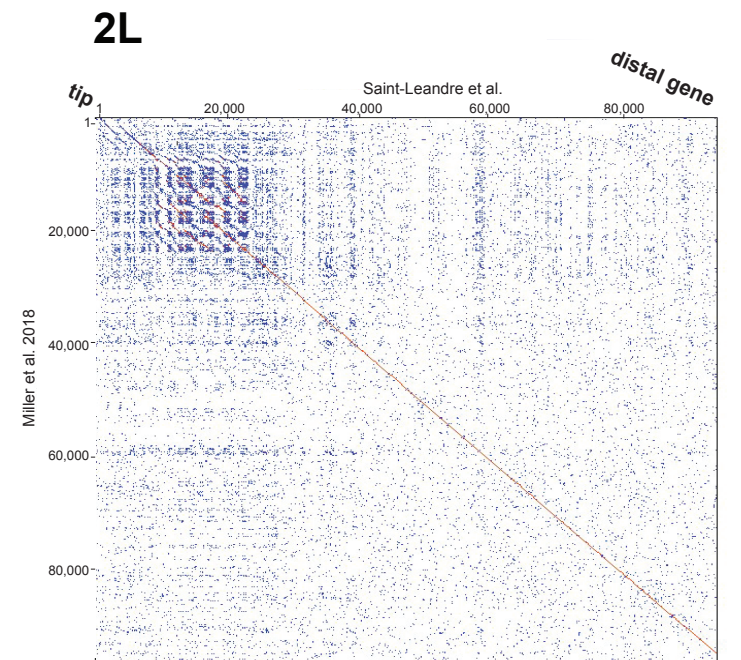 2L
distal gene
tip
Saint-Leandre et al.
1 20,000 40,000 60,000 80,000
1
20,000
40,000
60,000
80,000
Miller et al. 2018